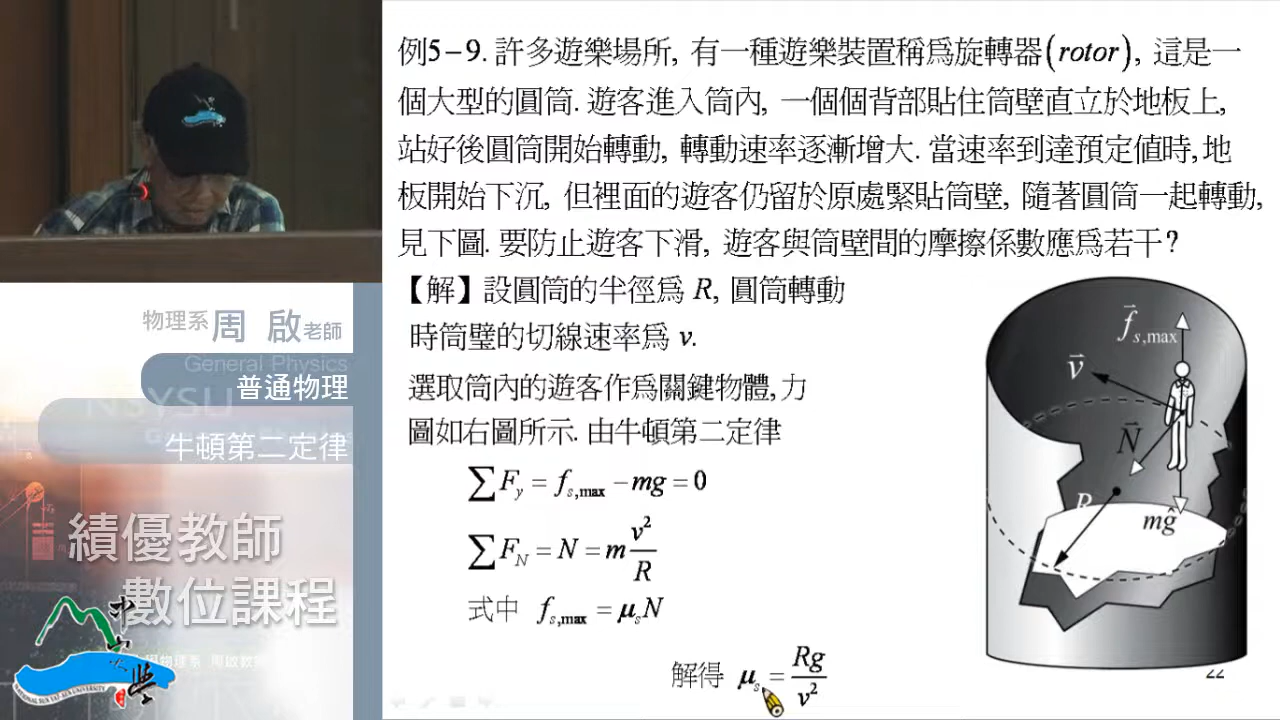 例5-9. 許多遊樂場所, 有一種遊樂裝置稱爲旋轉器(rotor), 這是一
個大型的圓筒. 遊客進入筒內, 一個個背部貼住筒壁直立於地板上,
站好後圓筒開始轉動, 轉動速率逐漸增大. 當速率到達預定値時, 地
板開始下沉, 但裡面的遊客仍留於原處緊貼筒壁, 隨著圓筒一起轉動,
見下圖. 要防止遊客下滑, 遊客與筒壁間的摩擦係數應爲若干?
【解】設圓筒的半徑爲 R, 圓筒轉動
時筒璧的切線速率爲 v.
選取筒內的遊客作爲關鍵物體, 力
圖如右圖所示. 由牛頓第二定律
∑F_y = f_{s,max} − mg = 0
∑F_N = N = m v²/R
式中 f_{s,max} = μ_s N
解得 μ_s = Rg/v²
f⃗_{s,max}
v⃗
N⃗
R
mg⃗
22
物理系 周 啟 老師
General Physics
普通物理
NSYSU
牛頓第二定律
績優教師
數位課程